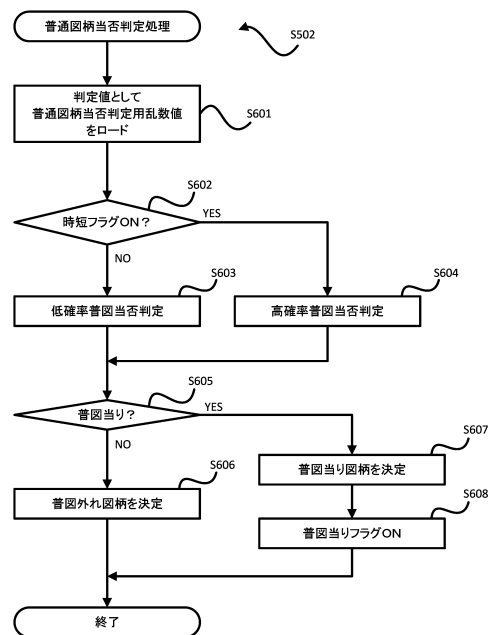 普通図柄当否判定処理
S502
判定値として
普通図柄当否判定用乱数値
をロード
S601
S602
時短フラグON？
YES
NO
S603
S604
低確率普図当否判定
高確率普図当否判定
S605
普図当り？
YES
NO
S607
普図当り図柄を決定
S606
普図外れ図柄を決定
S608
普図当りフラグON
終了